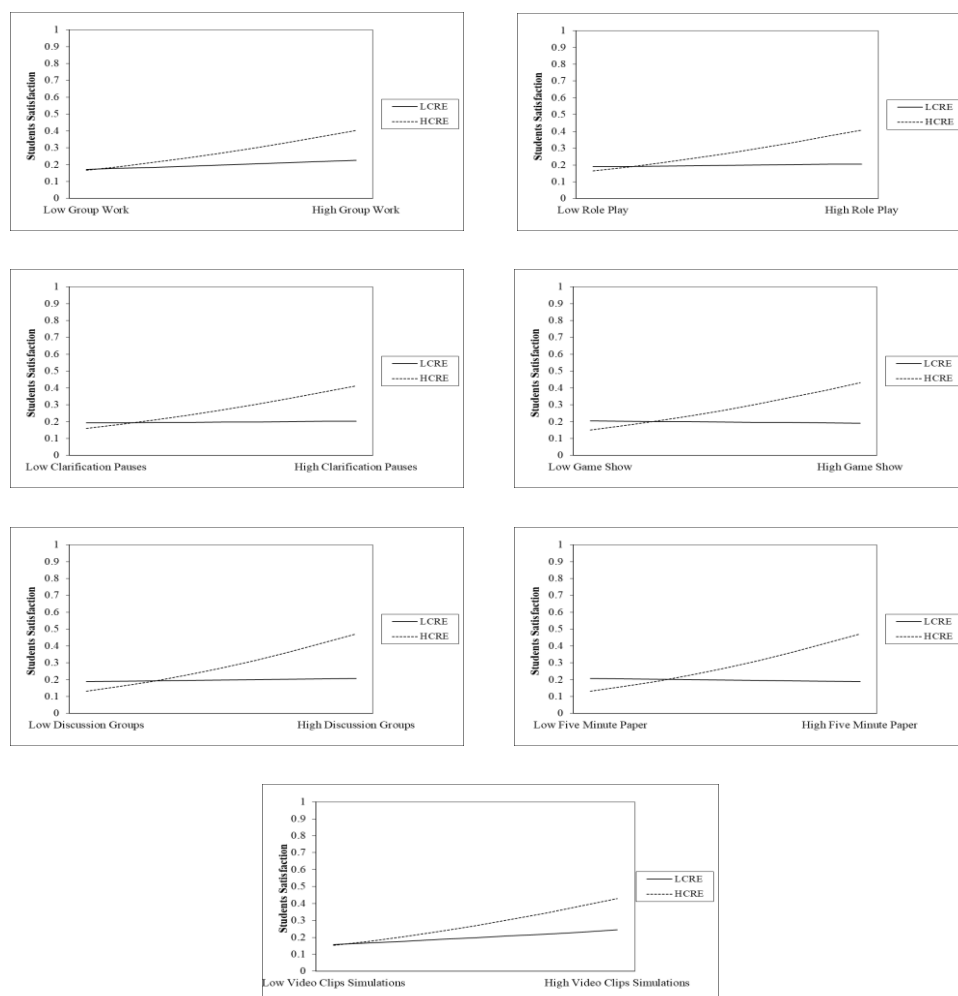 Students Satisfaction
1
0.9
0.8
0.7
0.6
0.5
0.4
0.3
0.2
0.1
0
Low Group Work
High Group Work
LCRE
HCRE
Students Satisfaction
1
0.9
0.8
0.7
0.6
0.5
0.4
0.3
0.2
0.1
0
Low Role Play
High Role Play
LCRE
HCRE
Students Satisfaction
1
0.9
0.8
0.7
0.6
0.5
0.4
0.3
0.2
0.1
0
Low Clarification Pauses
High Clarification Pauses
LCRE
HCRE
Students Satisfaction
1
0.9
0.8
0.7
0.6
0.5
0.4
0.3
0.2
0.1
0
Low Game Show
High Game Show
LCRE
HCRE
Students Satisfaction
1
0.9
0.8
0.7
0.6
0.5
0.4
0.3
0.2
0.1
0
Low Discussion Groups
High Discussion Groups
LCRE
HCRE
Students Satisfaction
1
0.9
0.8
0.7
0.6
0.5
0.4
0.3
0.2
0.1
0
Low Five Minute Paper
High Five Minute Paper
LCRE
HCRE
Students Satisfaction
1
0.9
0.8
0.7
0.6
0.5
0.4
0.3
0.2
0.1
0
Low Video Clips Simulations
High Video Clips Simulations
LCRE
HCRE